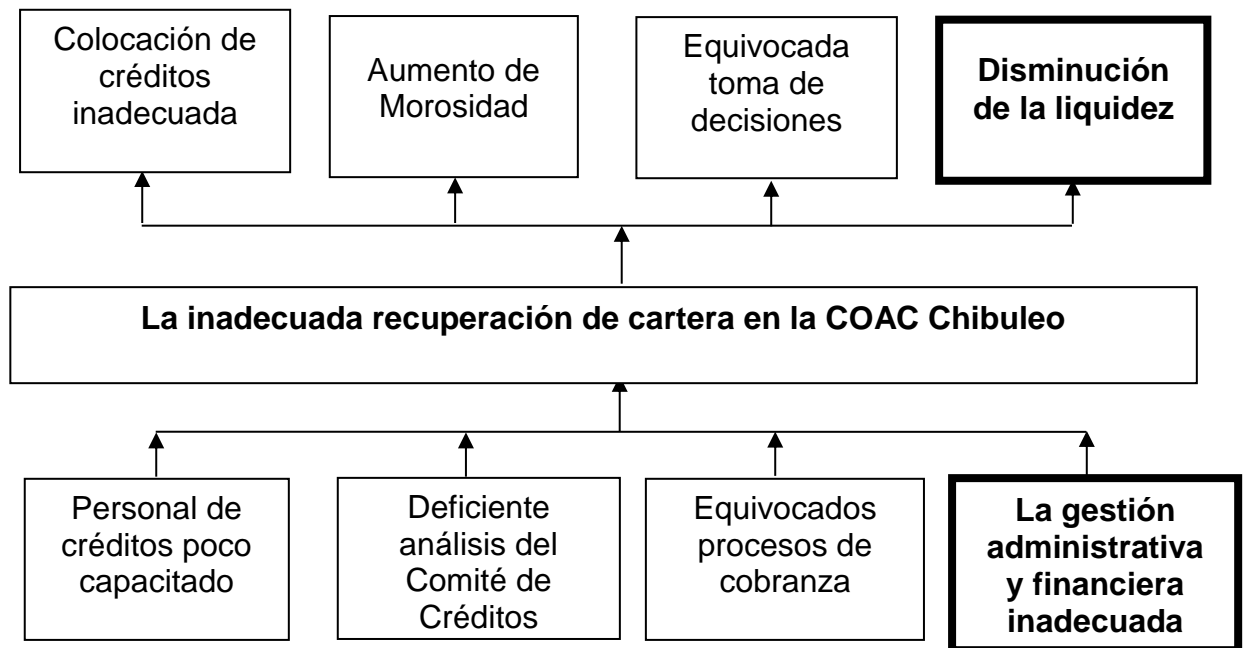 Colocación de
créditos
inadecuada
Aumento de
Morosidad
Equivocada
toma de
decisiones
Disminución
de la liquidez
La inadecuada recuperación de cartera en la COAC Chibuleo
Personal de
créditos poco
capacitado
Deficiente
análisis del
Comité de
Créditos
Equivocados
procesos de
cobranza
La gestión
administrativa
y financiera
inadecuada